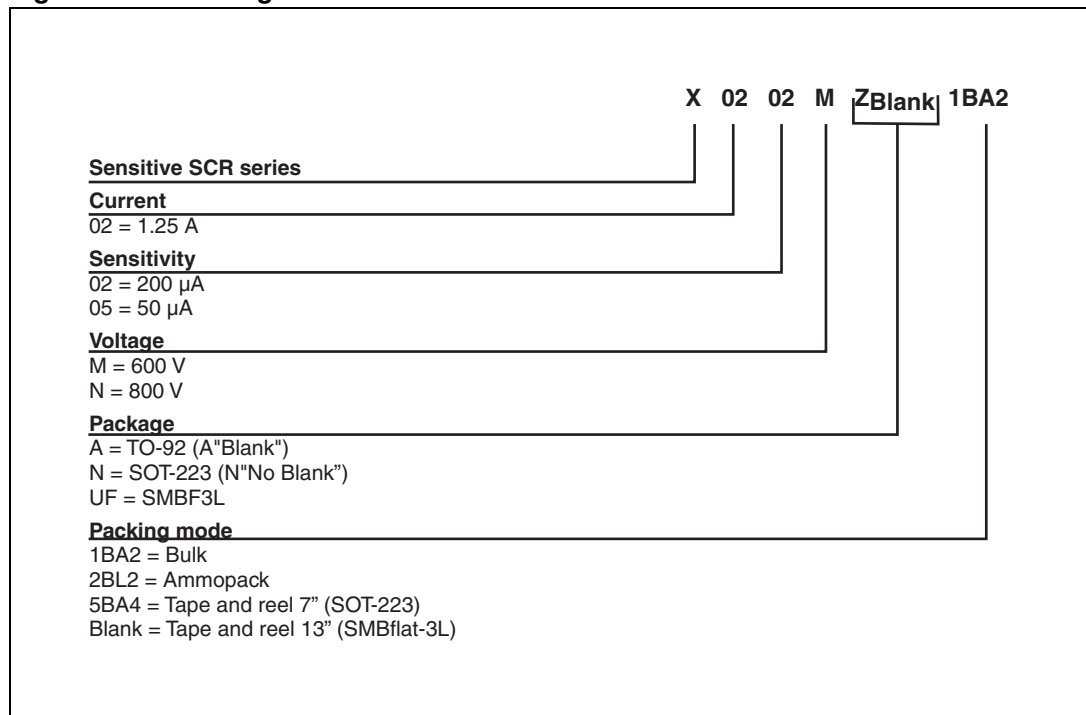 X 02 02 M ZBlank 1BA2
Sensitive SCR series
Current
02 = 1.25 A
Sensitivity
02 = 200 µA
05 = 50 µA
Voltage
M = 600 V
N = 800 V
Package
A = TO-92 (A"Blank")
N = SOT-223 (N"No Blank”)
UF = SMBF3L
Packing mode
1BA2 = Bulk
2BL2 = Ammopack
5BA4 = Tape and reel 7” (SOT-223)
Blank = Tape and reel 13” (SMBflat-3L)